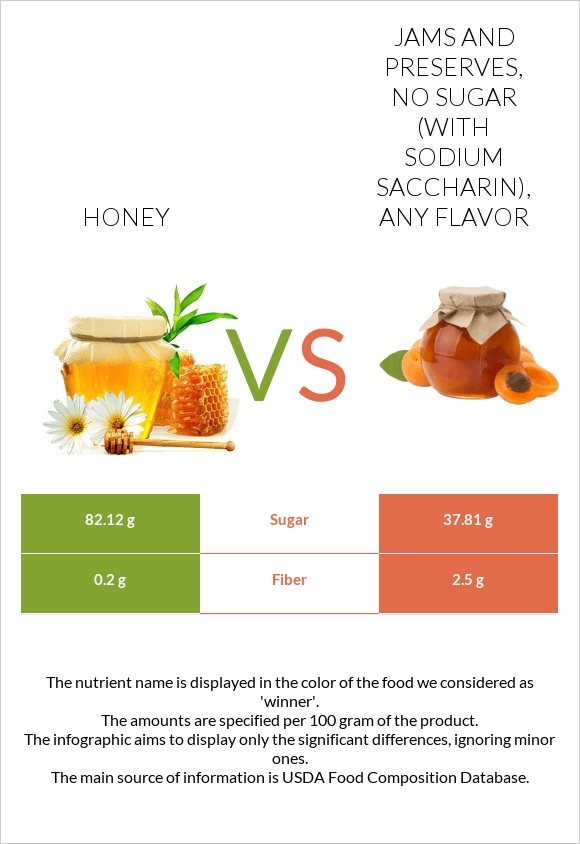 JAMS AND
PRESERVES,
NO SUGAR
(WITH
SODIUM
SACCHARIN),
ANY FLAVOR
HONEY
VS
82.12 g Sugar 37.81 g
0.2 g Fiber 2.5 g
The nutrient name is displayed in the color of the food we considered as
'winner'.
The amounts are specified per 100 gram of the product.
The infographic aims to display only the significant differences, ignoring minor
ones.
The main source of information is USDA Food Composition Database.